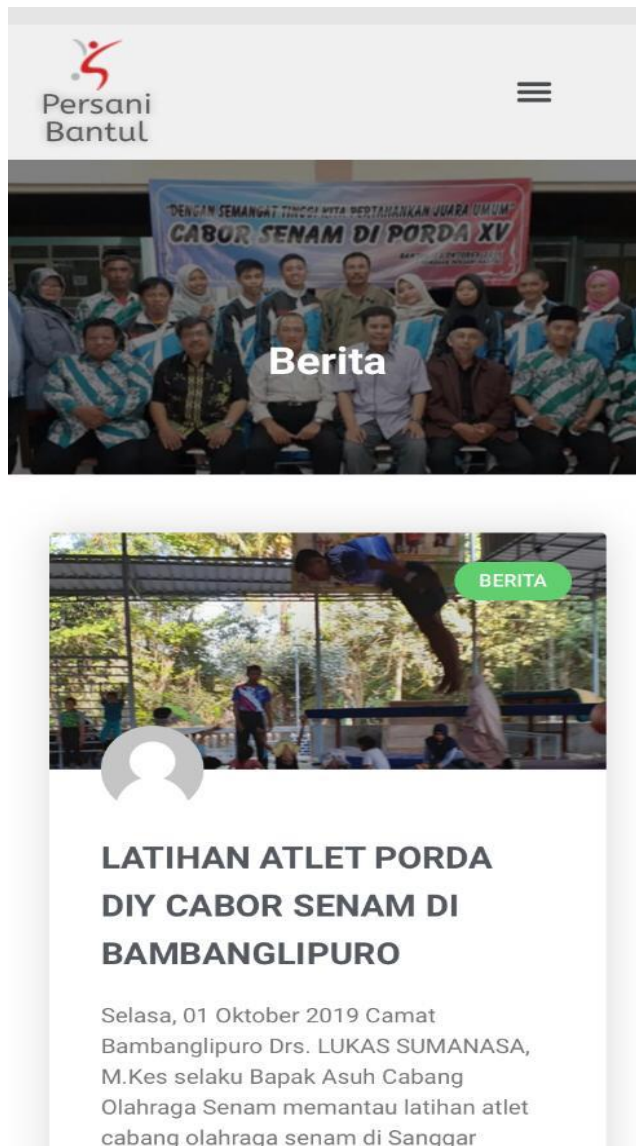 Persani
Bantul
"DENGAN SEMANGAT TINGGI KITA PERTAHANKAN JUARA UMUM"
CABOR SENAM DI PORDA XV
Berita
BERITA
LATIHAN ATLET PORDA
DIY CABOR SENAM DI
BAMBANGLIPURO
Selasa, 01 Oktober 2019 Camat
Bambanglipuro Drs. LUKAS SUMANASA,
M.Kes selaku Bapak Asuh Cabang
Olahraga Senam memantau latihan atlet
cabang olahraga senam di Sanggar